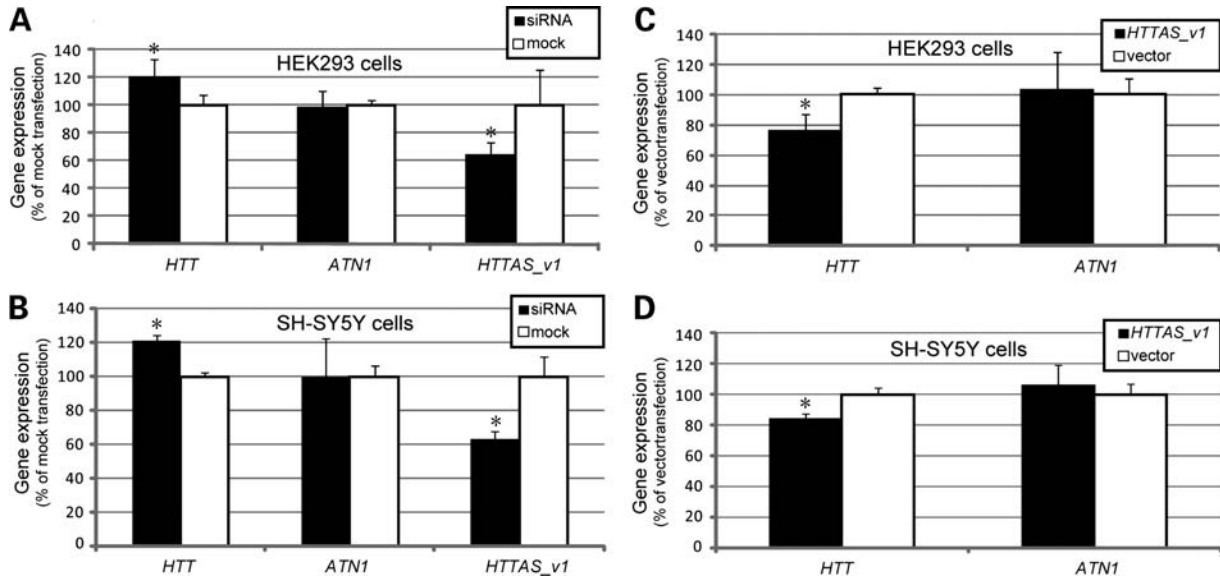 A
siRNA
mock
HEK293 cells
Gene expression
(% of mock transfection)
140
120
100
80
60
40
20
0
*
*
HTT
ATN1
HTTAS_v1
B
siRNA
mock
SH-SY5Y cells
Gene expression
(% of mock transfection)
140
120
100
80
60
40
20
0
*
*
HTT
ATN1
HTTAS_v1
C
HTTAS_v1
vector
HEK293 cells
Gene expression
(% of vectortransfection)
140
120
100
80
60
40
20
0
*
HTT
ATN1
D
HTTAS_v1
vector
SH-SY5Y cells
Gene expression
(% of vectortransfection)
140
120
100
80
60
40
20
0
*
HTT
ATN1